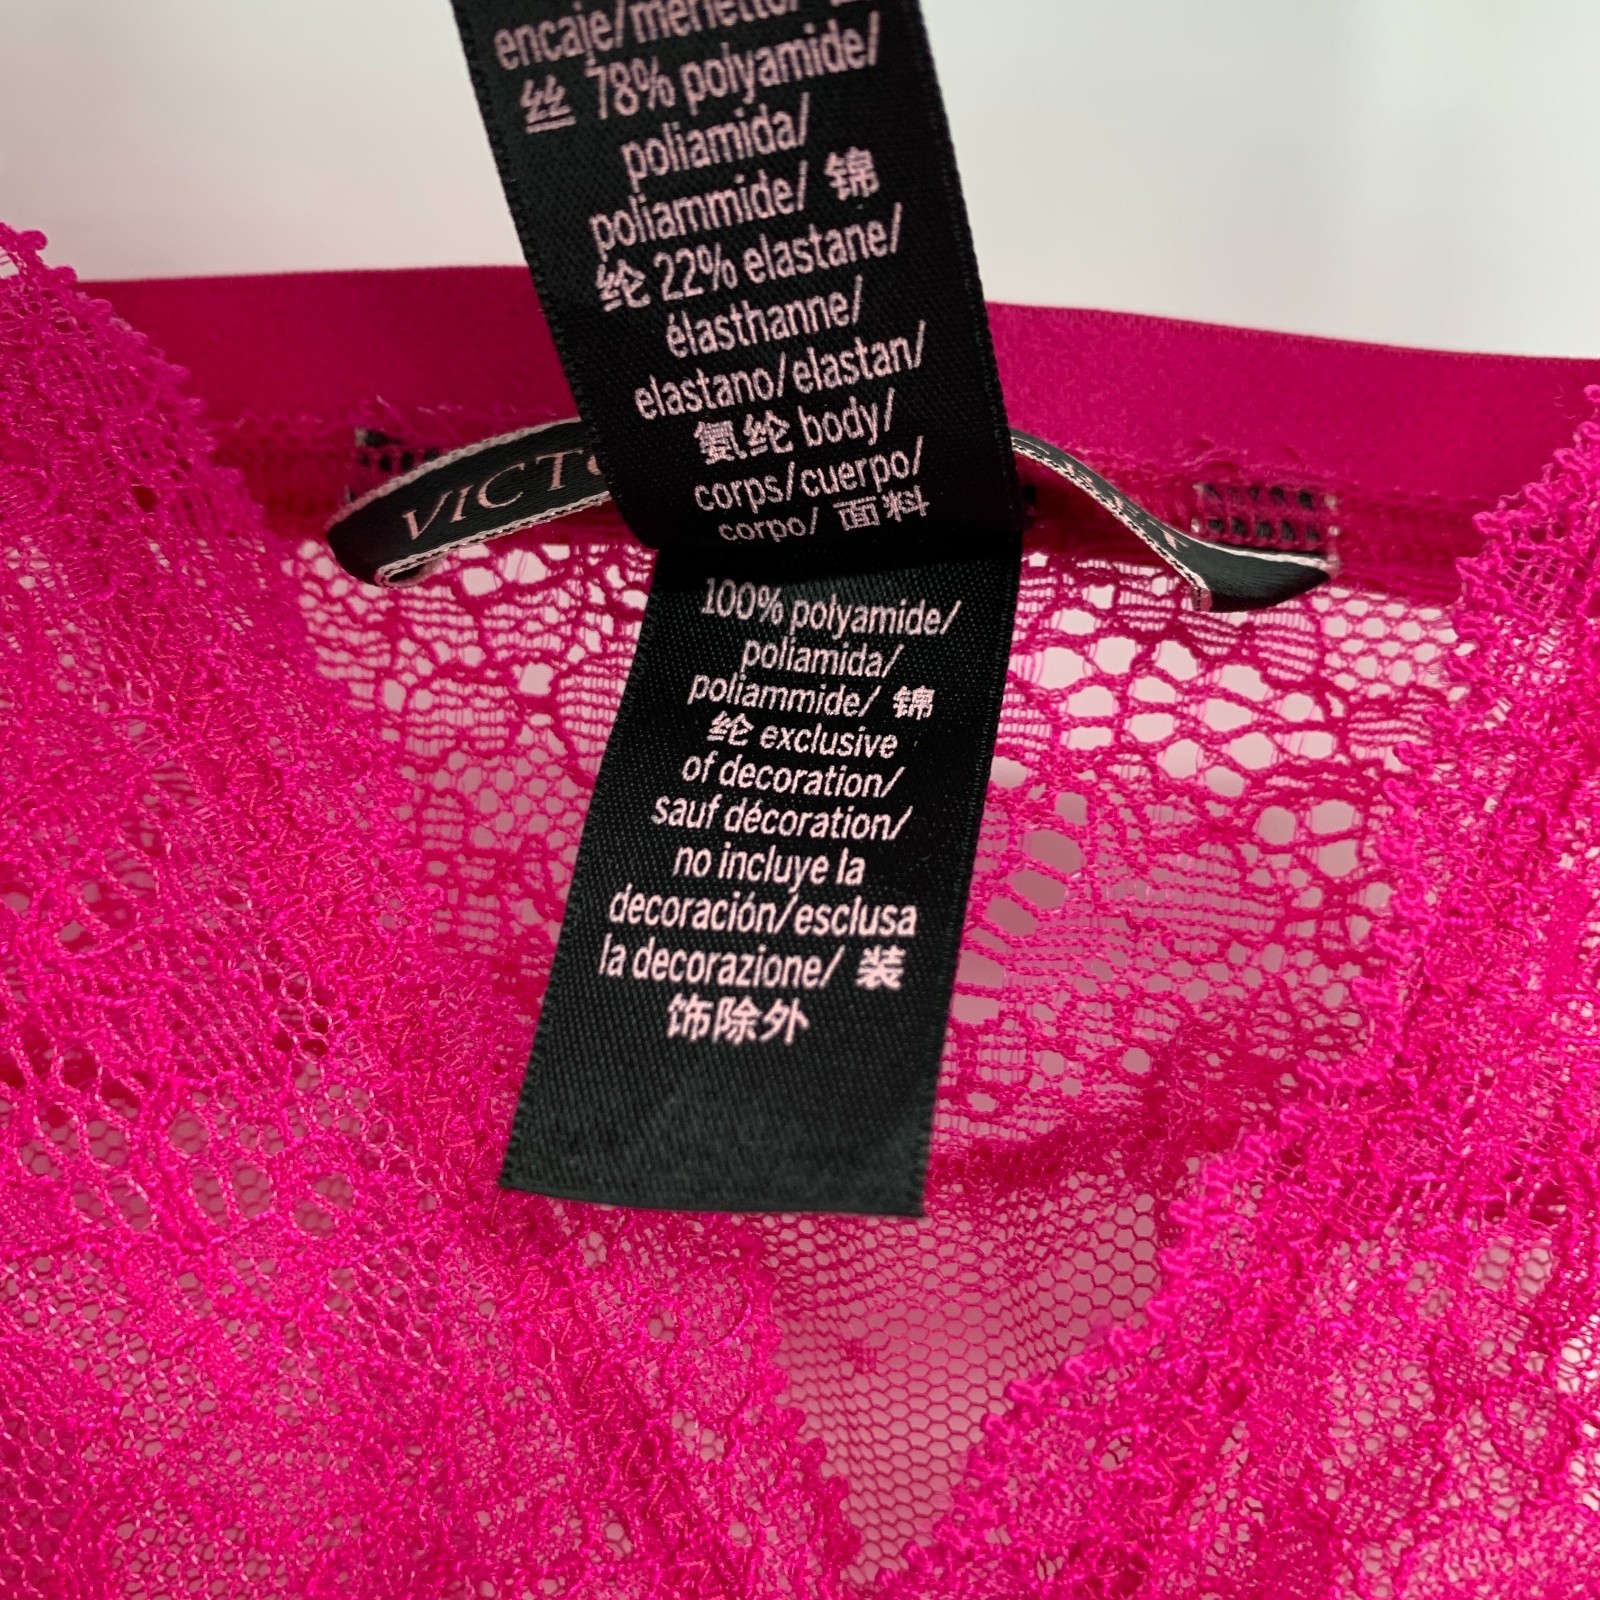 encaje/merletto/
丝 78% polyamide/
poliamida/
poliammide/ 锦
纶 22% elastane/
élasthanne/
elastano/elastan/
氨纶 body/
corps/cuerpo/
corpo/ 面料
100% polyamide/
poliamida/
poliammide/ 锦
纶 exclusive
of decoration/
sauf décoration/
no incluye la
decoración/esclusa
la decorazione/ 装
饰除外
VICTO